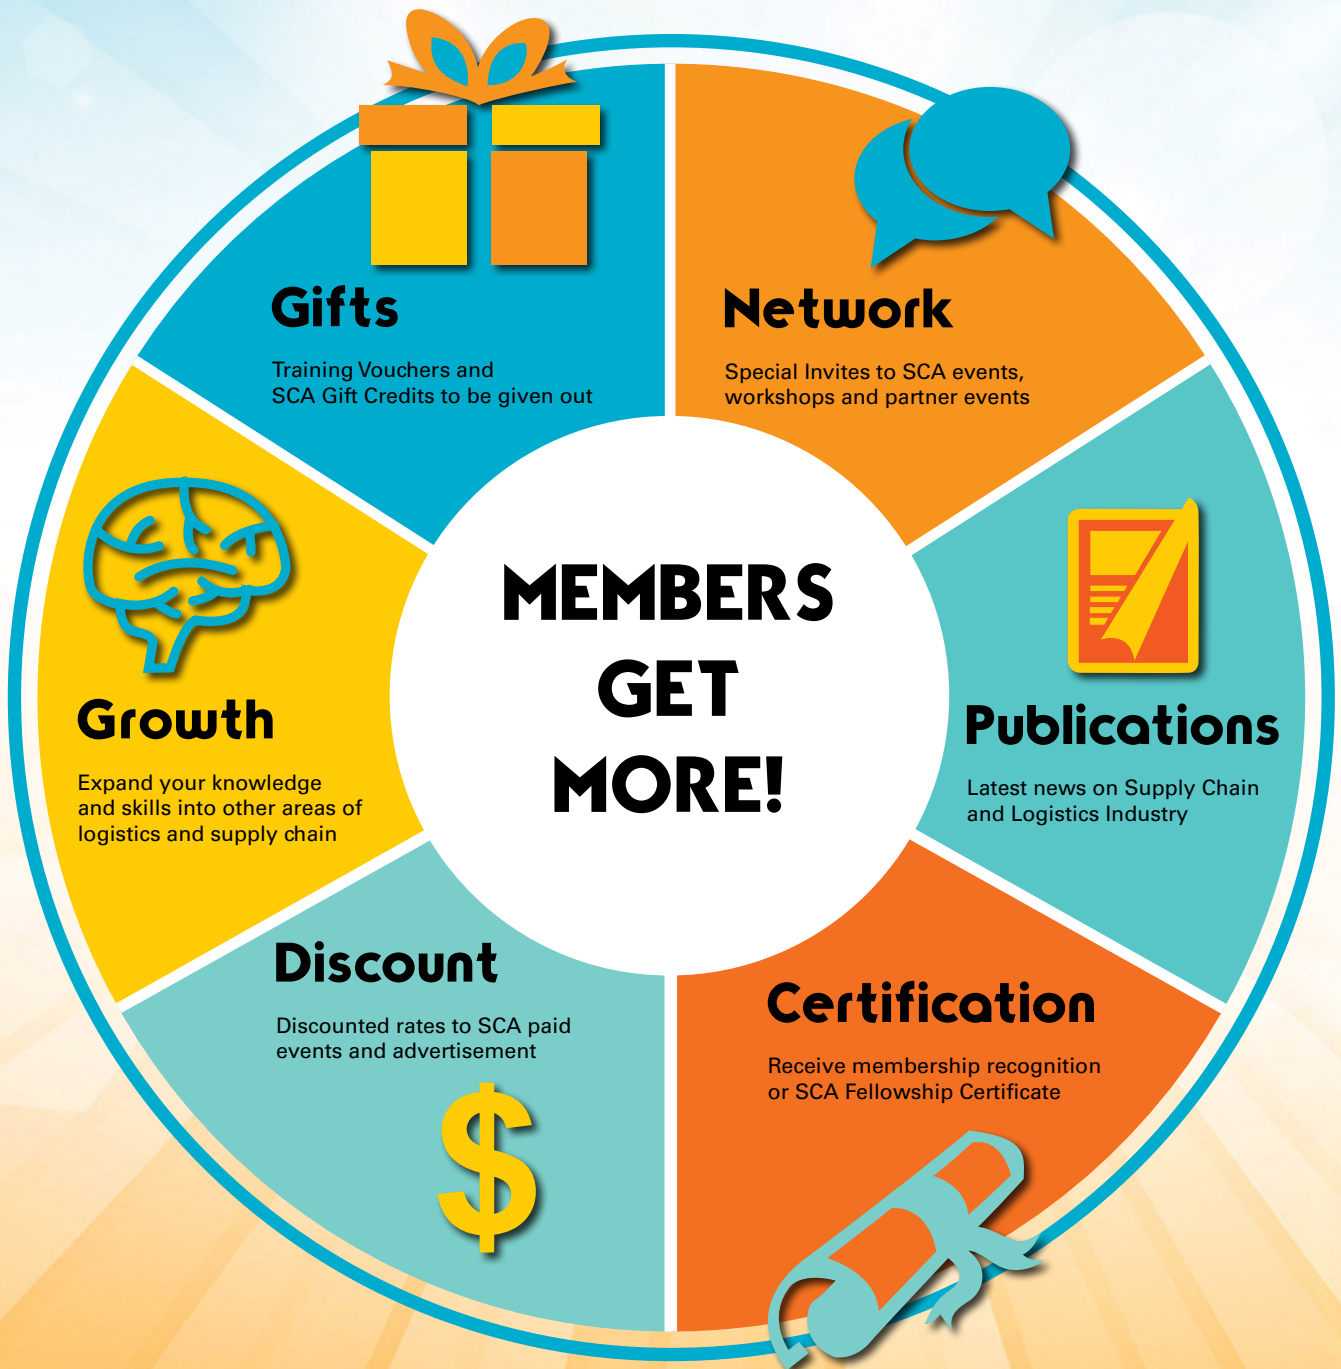 Gifts
Training Vouchers and
SCA Gift Credits to be given out
Network
Special Invites to SCA events,
workshops and partner events
MEMBERS
GET
MORE!
Growth
Expand your knowledge
and skills into other areas of
logistics and supply chain
Publications
Latest news on Supply Chain
and Logistics Industry
Discount
Discounted rates to SCA paid
events and advertisement
$
Certification
Receive membership recognition
or SCA Fellowship Certificate